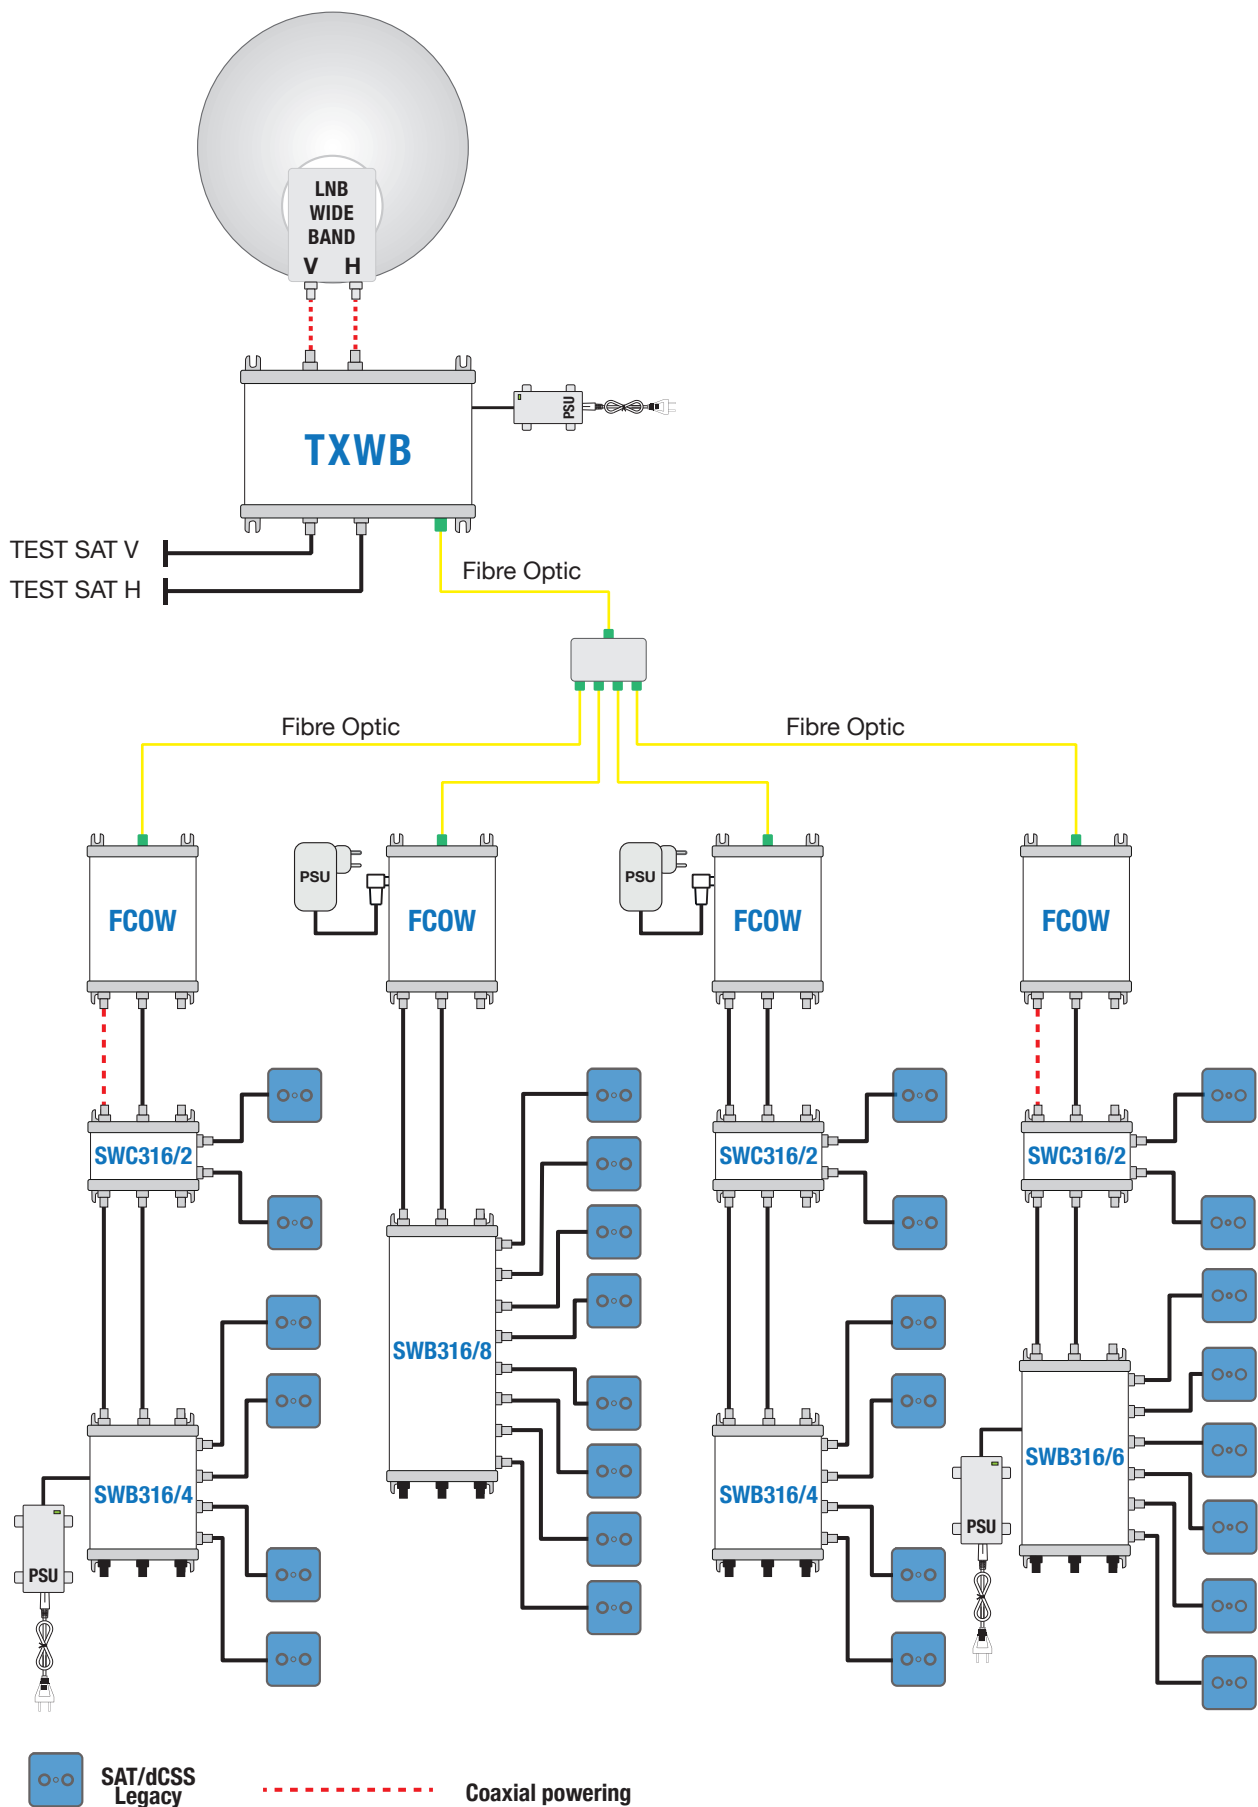 LNB
WIDE
BAND
V H
PSU
TXWB
TEST SAT V
TEST SAT H
Fibre Optic
Fibre Optic
Fibre Optic
PSU
PSU
FCOW
FCOW
FCOW
FCOW
SWC316/2
SWC316/2
SWC316/2
SWB316/8
SWB316/4
SWB316/4
SWB316/6
PSU
PSU
SAT/dCSS
Legacy
Coaxial powering